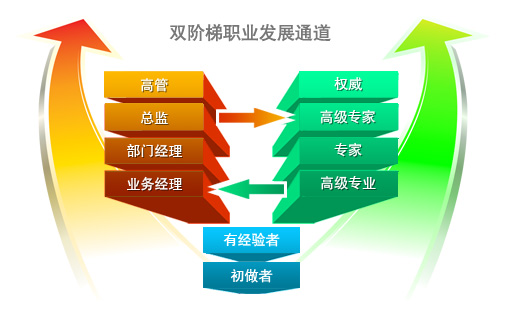 双阶梯职业发展通道
高管
总监
部门经理
业务经理
权威
高级专家
专家
高级专业
有经验者
初做者